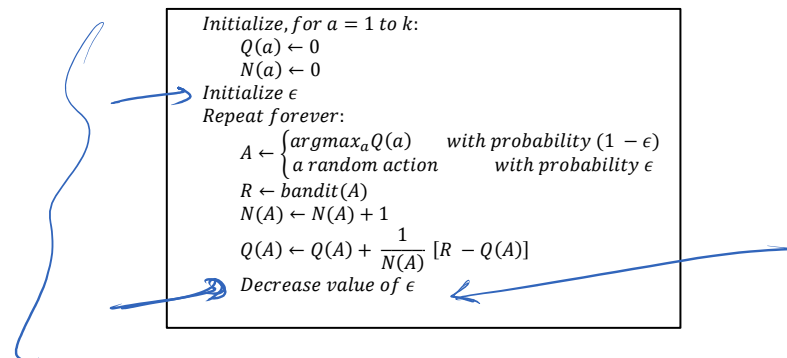 Initialize, for a = 1 to k:
Q(a) ← 0
N(a) ← 0
Initialize ϵ
Repeat forever:
A ← { argmaxₐQ(a) with probability (1 − ϵ)
a random action with probability ϵ
R ← bandit(A)
N(A) ← N(A) + 1
Q(A) ← Q(A) + 1/N(A) [R − Q(A)]
Decrease value of ϵ